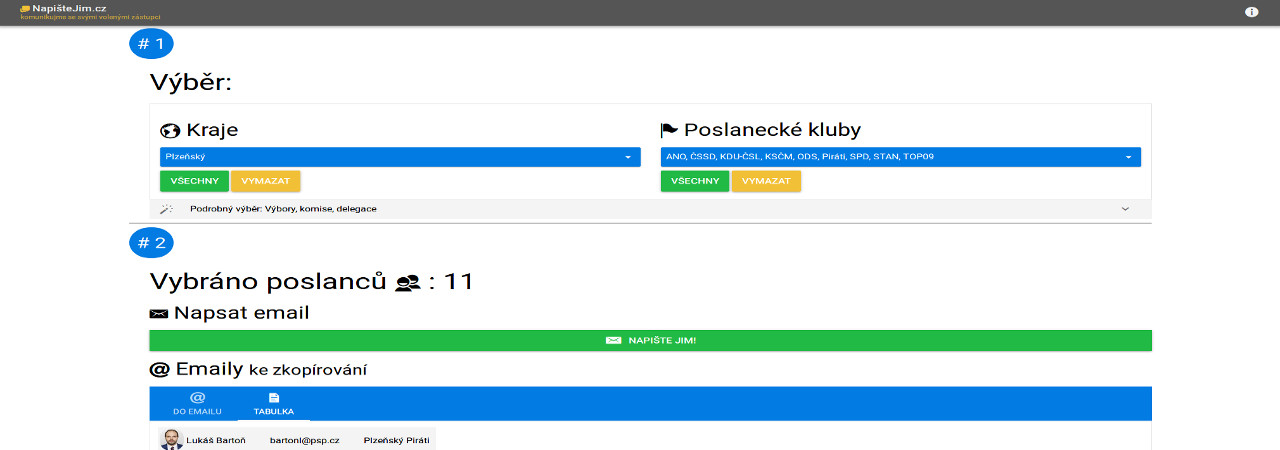 NapišteJim.cz
komunikujme se svými volenými zástupci
# 1
Výběr:
Kraje
Plzeňský
VŠECHNY VYMAZAT
Poslanecké kluby
ANO, ČSSD, KDU-ČSL, KSČM, ODS, Piráti, SPD, STAN, TOP09
VŠECHNY VYMAZAT
Podrobný výběr: Výbory, komise, delegace
# 2
Vybráno poslanců : 11
Napsat email
NAPIŠTE JIM!
@ Emaily ke zkopírování
@
DO EMAILU
TABULKA
Lukáš Bartoň bartonl@psp.cz Plzeňský Piráti